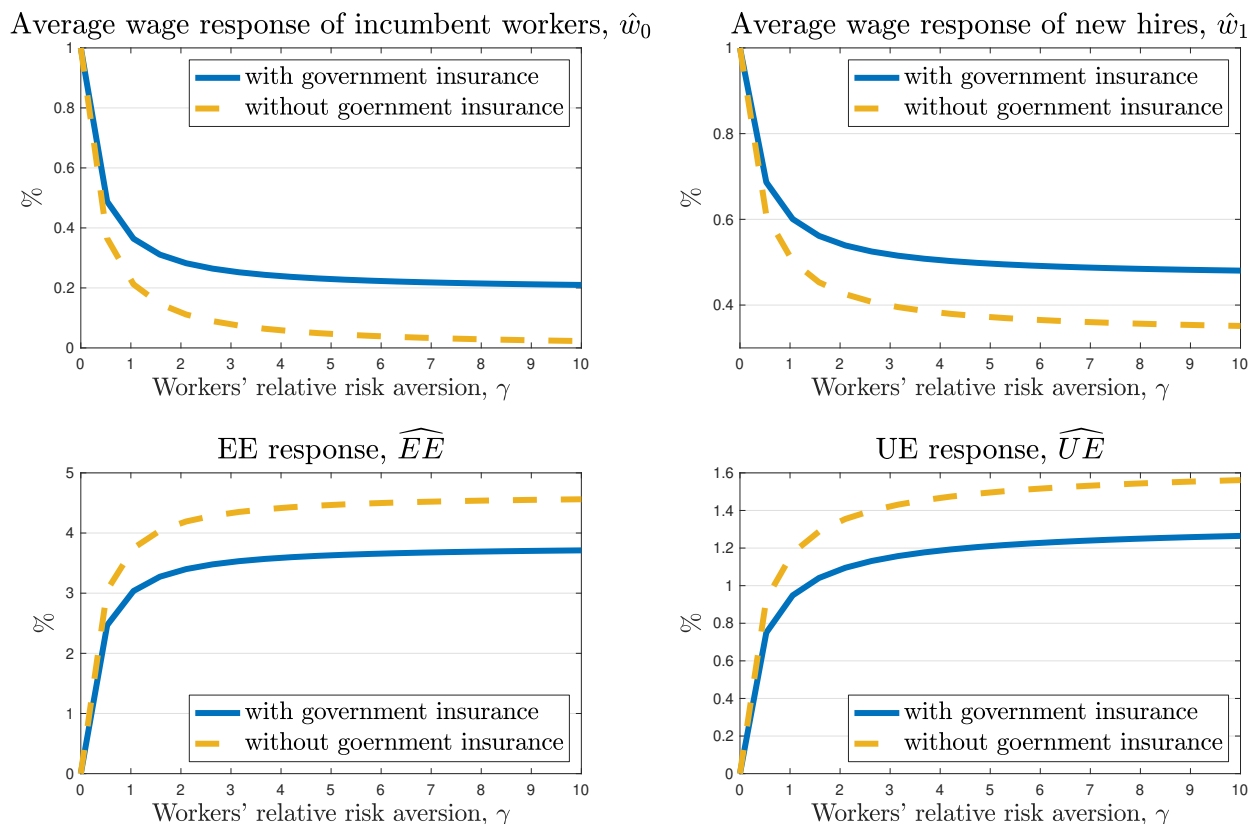 Average wage response of incumbent workers, ŵ₀
1
0.8
0.6
0.4
0.2
0
%
with government insurance
without goernment insurance
0 1 2 3 4 5 6 7 8 9 10
Workers' relative risk aversion, γ
Average wage response of new hires, ŵ₁
1
0.8
0.6
0.4
%
with government insurance
without goernment insurance
0 1 2 3 4 5 6 7 8 9 10
Workers' relative risk aversion, γ
EE response, \widehat{EE}
5
4
3
2
1
0
%
with government insurance
without goernment insurance
0 1 2 3 4 5 6 7 8 9 10
Workers' relative risk aversion, γ
UE response, \widehat{UE}
1.6
1.4
1.2
1
0.8
0.6
0.4
0.2
0
%
with government insurance
without goernment insurance
0 1 2 3 4 5 6 7 8 9 10
Workers' relative risk aversion, γ